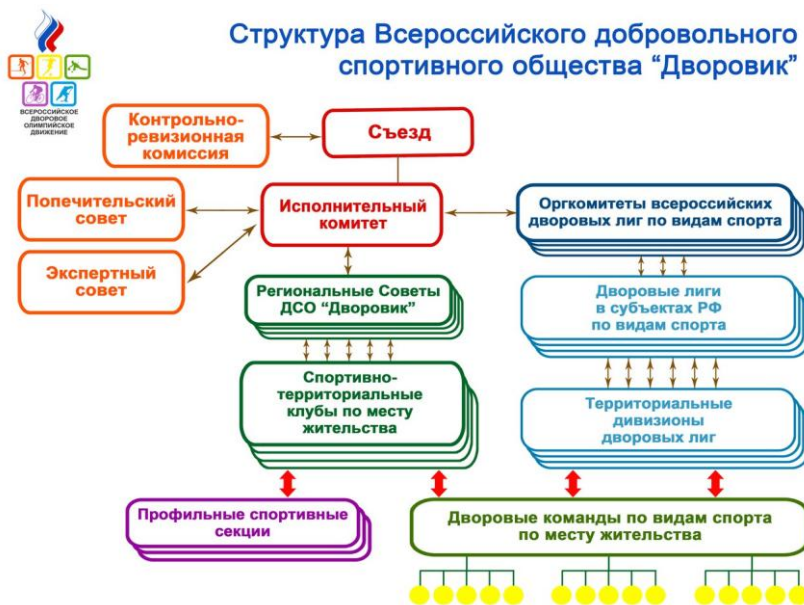 Структура Всероссийского добровольного
спортивного общества “Дворовик”
ВСЕРОССИЙСКОЕ
ДВОРОВОЕ
ОЛИМПИЙСКОЕ
ДВИЖЕНИЕ
Контрольно-
ревизионная
комиссия
Съезд
Попечительский
совет
Исполнительный
комитет
Оргкомитеты всероссийских
дворовых лиг по видам спорта
Экспертный
совет
Региональные Советы
ДСО “Дворовик”
Дворовые лиги
в субъектах РФ
по видам спорта
Спортивно-
территориальные
клубы по месту
жительства
Территориальные
дивизионы
дворовых лиг
Профильные спортивные
секции
Дворовые команды по видам спорта
по месту жительства